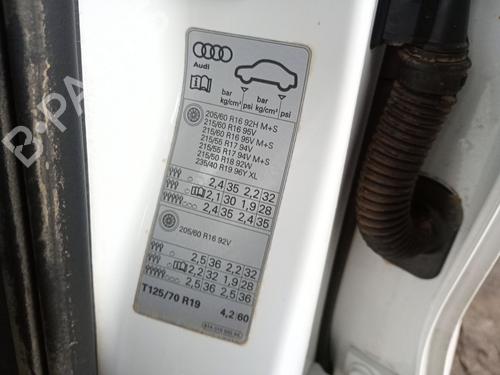 Audi
bar psi bar psi
kg/cm² kg/cm²
205/60 R16 92H M+S
215/60 R16 95V
215/60 R16 95V M+S
215/55 R17 94V
215/55 R17 94V M+S
215/50 R18 92W
235/40 R19 96Y XL
2,4 35 2,2 32
2,1 30 1,9 28
2,4 35 2,4 35
205/60 R16 92V
2,5 36 2,2 32
2,2 32 1,9 28
2,5 36 2,5 36
T125/70 R19 4,2 60
B-PA